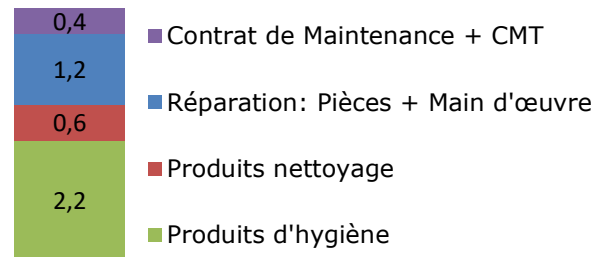 0,4
Contrat de Maintenance + CMT
1,2
Réparation: Pièces + Main d'œuvre
0,6
Produits nettoyage
2,2
Produits d'hygiène